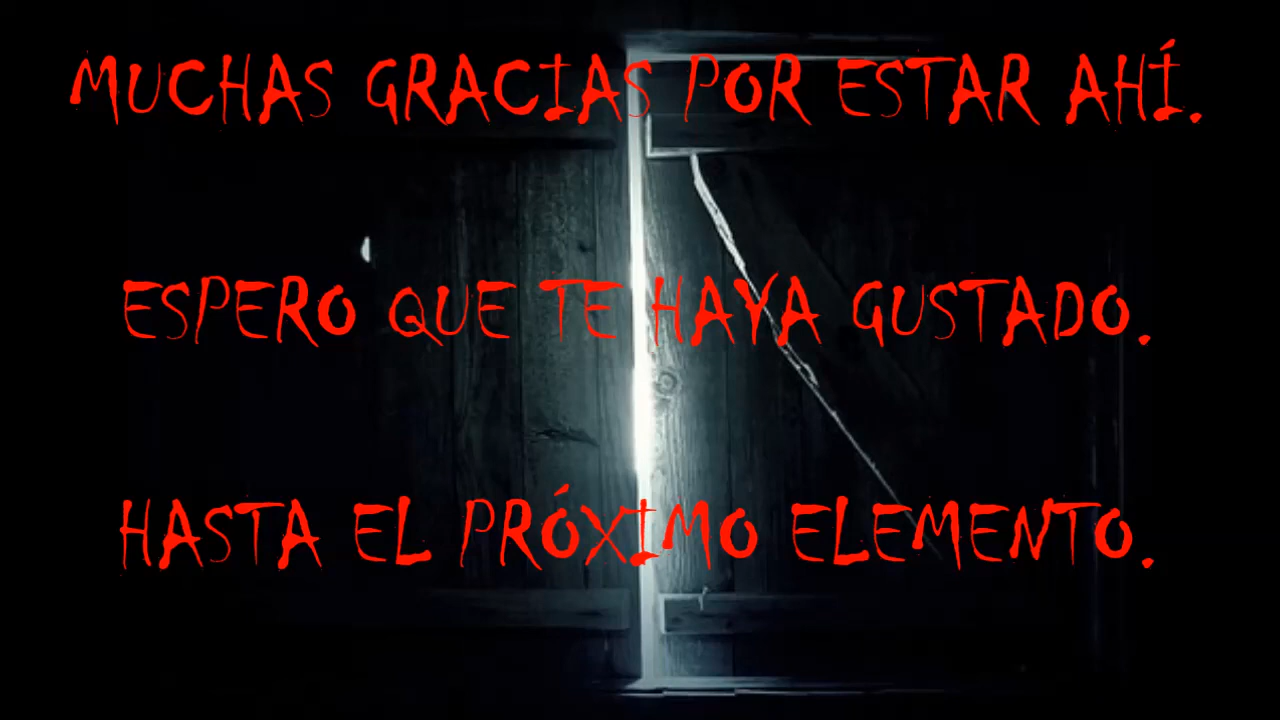 MUCHAS GRACIAS POR ESTAR AHÍ.
ESPERO QUE TE HAYA GUSTADO.
HASTA EL PRÓXIMO ELEMENTO.